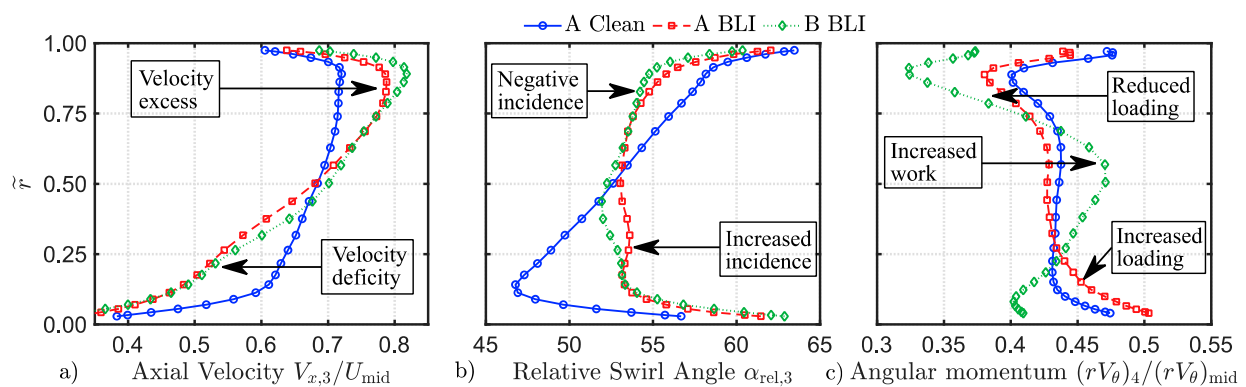 A Clean A BLI B BLI
1.00
0.75
0.50
0.25
0.00
r̃
Velocity
excess
Velocity
deficity
0.4 0.5 0.6 0.7 0.8
a) Axial Velocity V_{x,3}/U_{mid}
Negative
incidence
Increased
incidence
45 50 55 60 65
b) Relative Swirl Angle α_{rel,3}
Reduced
loading
Increased
work
Increased
loading
0.3 0.35 0.4 0.45 0.5 0.55
c) Angular momentum (rV_θ)_4/(rV_θ)_{mid}